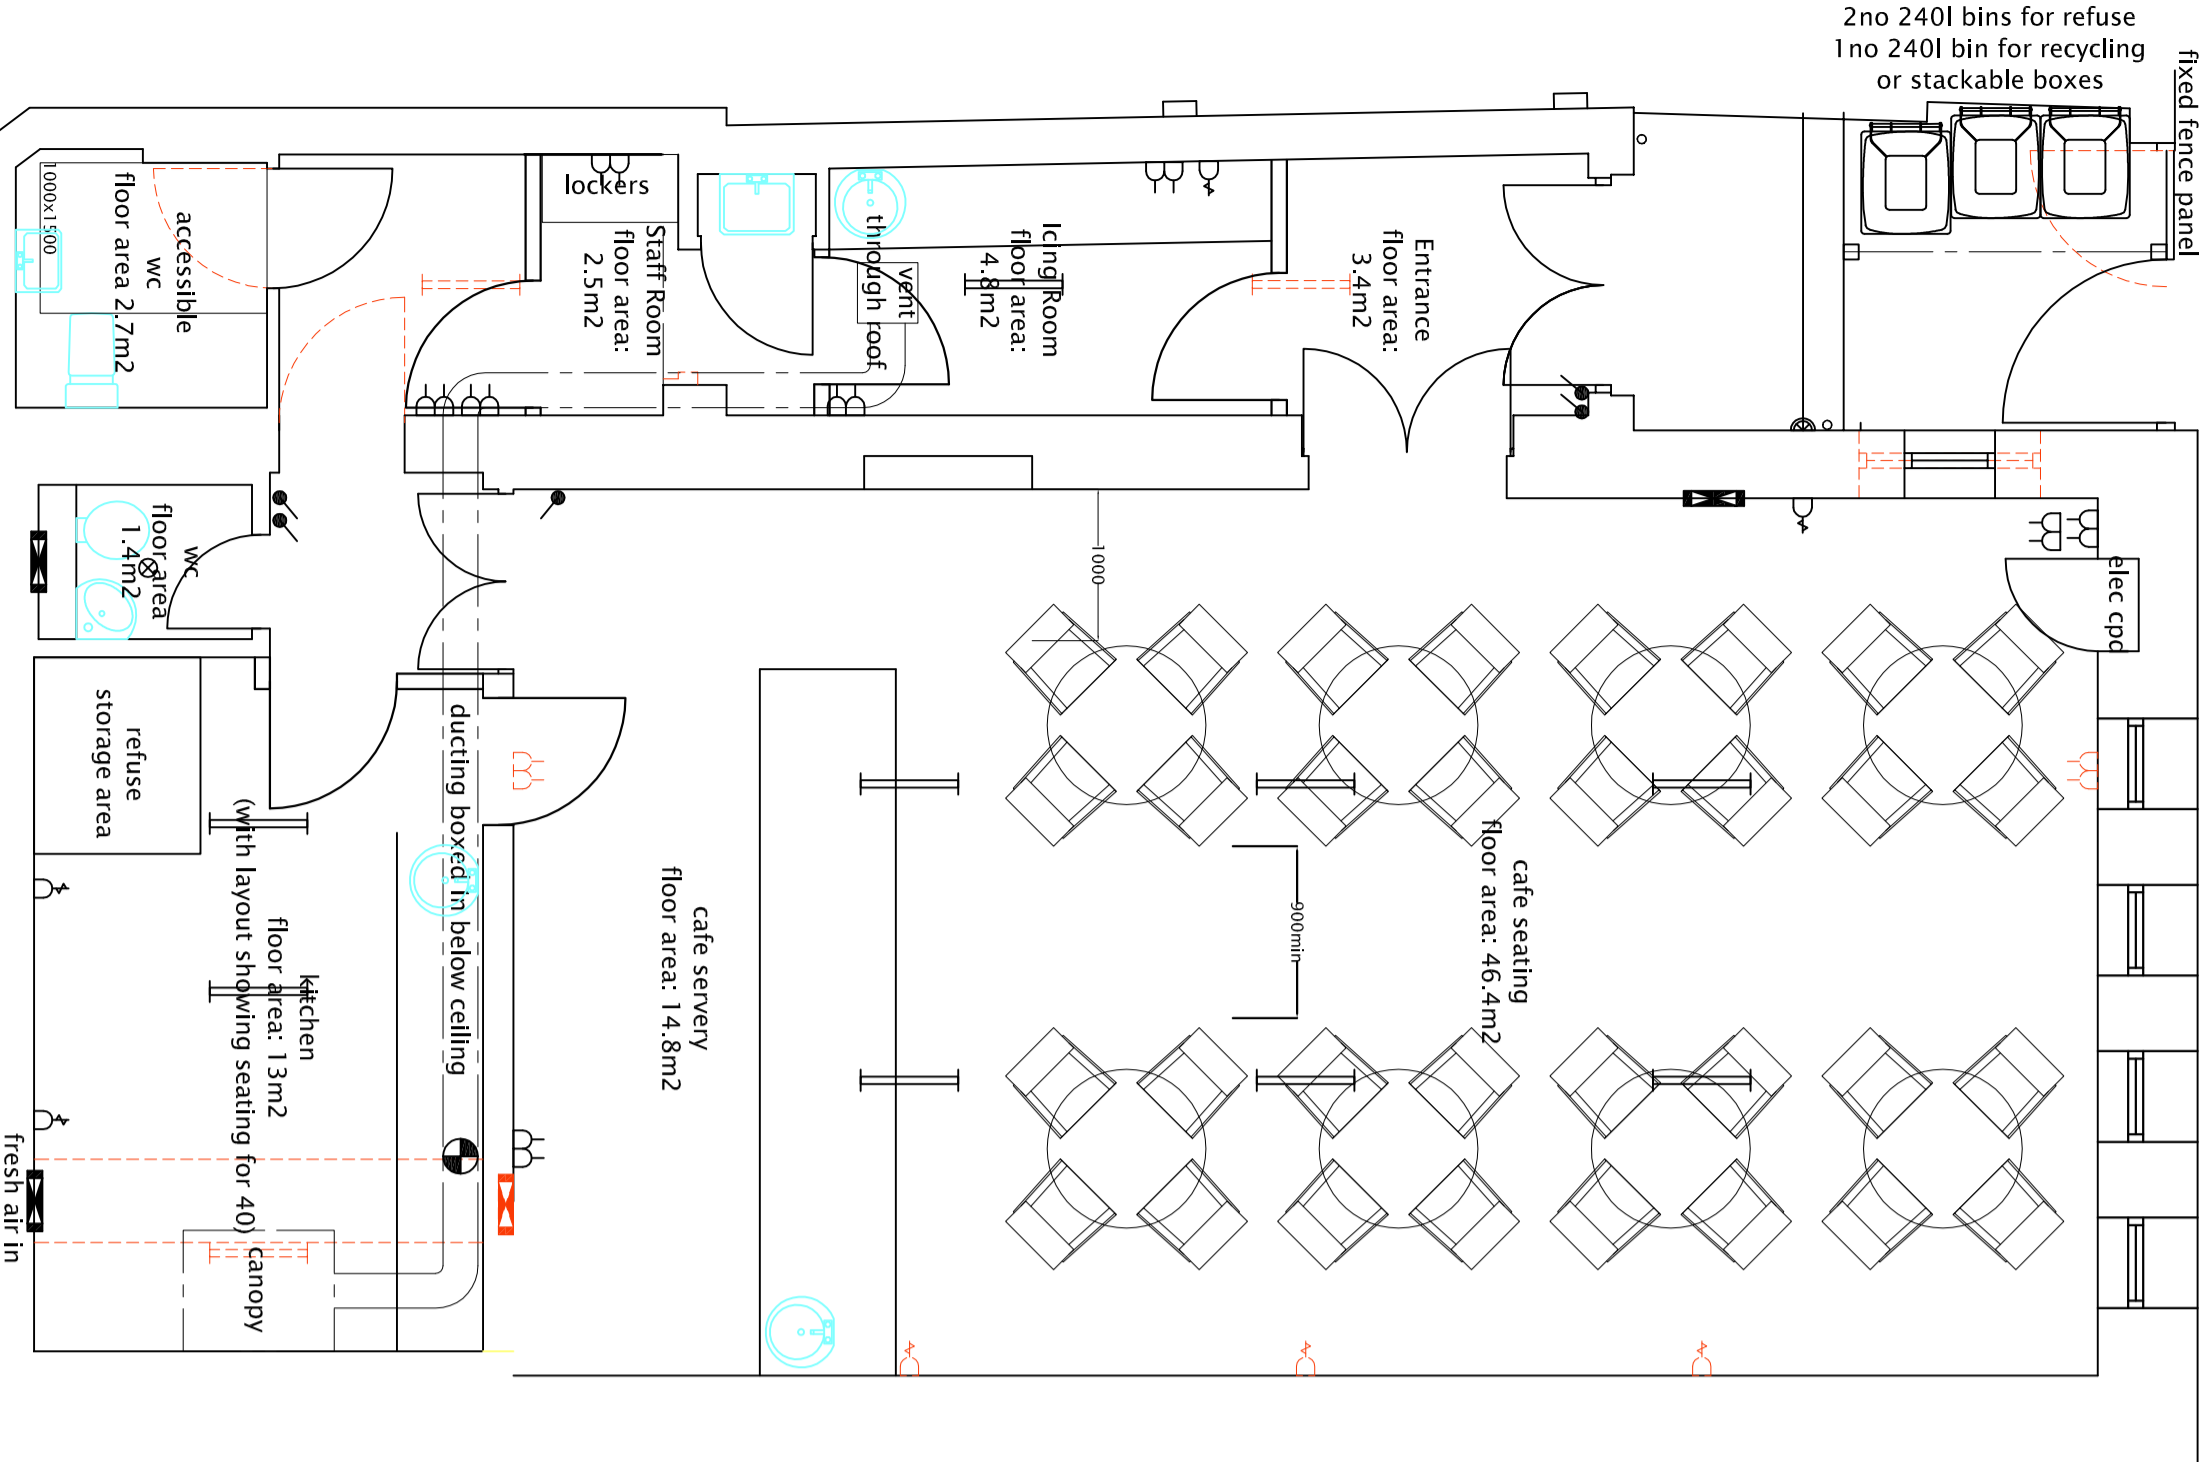 2no 240l bins for refuse
1no 240l bin for recycling
or stackable boxes
fixed fence panel
lockers
1000x1500
accessible
wc
floor area 2.7m2
Staff Room
floor area:
2.5m2
vent
through roof
Icing Room
floor area:
4.8m2
Entrance
floor area:
3.4m2
wc
floor area
1.4m2
1000
elec cpd
refuse
storage area
ducting boxed in below ceiling
kitchen
floor area: 13m2
(with layout showing seating for 40)
canopy
cafe servery
floor area: 14.8m2
900min
cafe seating
floor area: 46.4m2
fresh air in